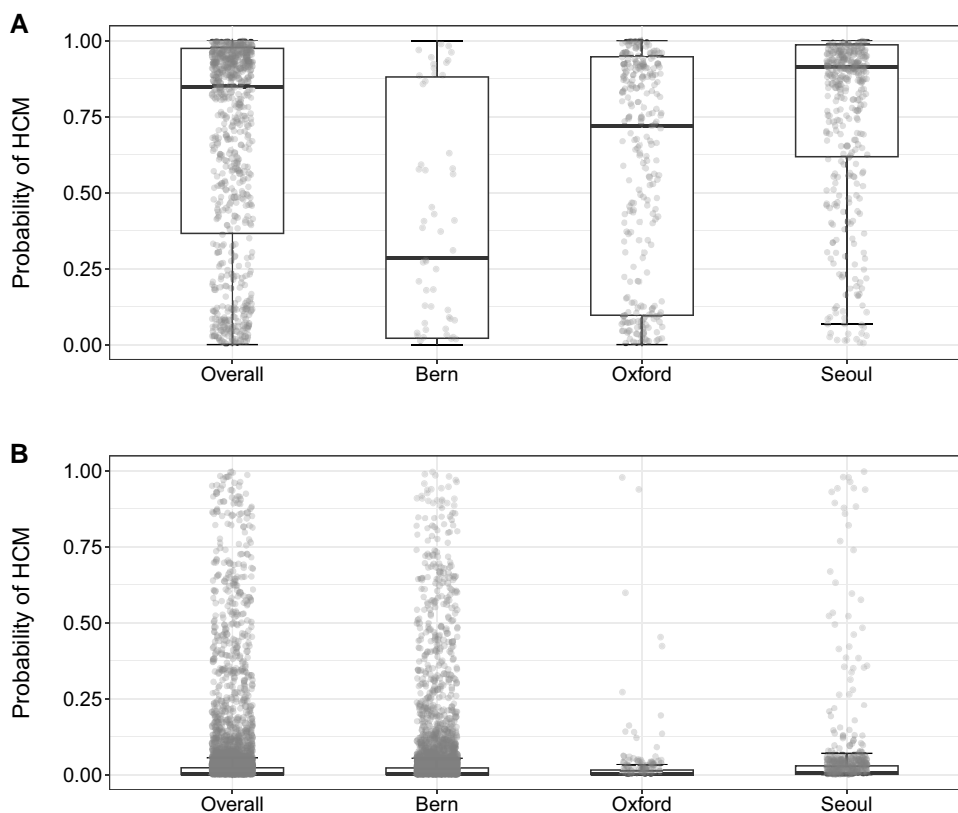 A
Probability of HCM
1.00
0.75
0.50
0.25
0.00
Overall Bern Oxford Seoul
B
Probability of HCM
1.00
0.75
0.50
0.25
0.00
Overall Bern Oxford Seoul